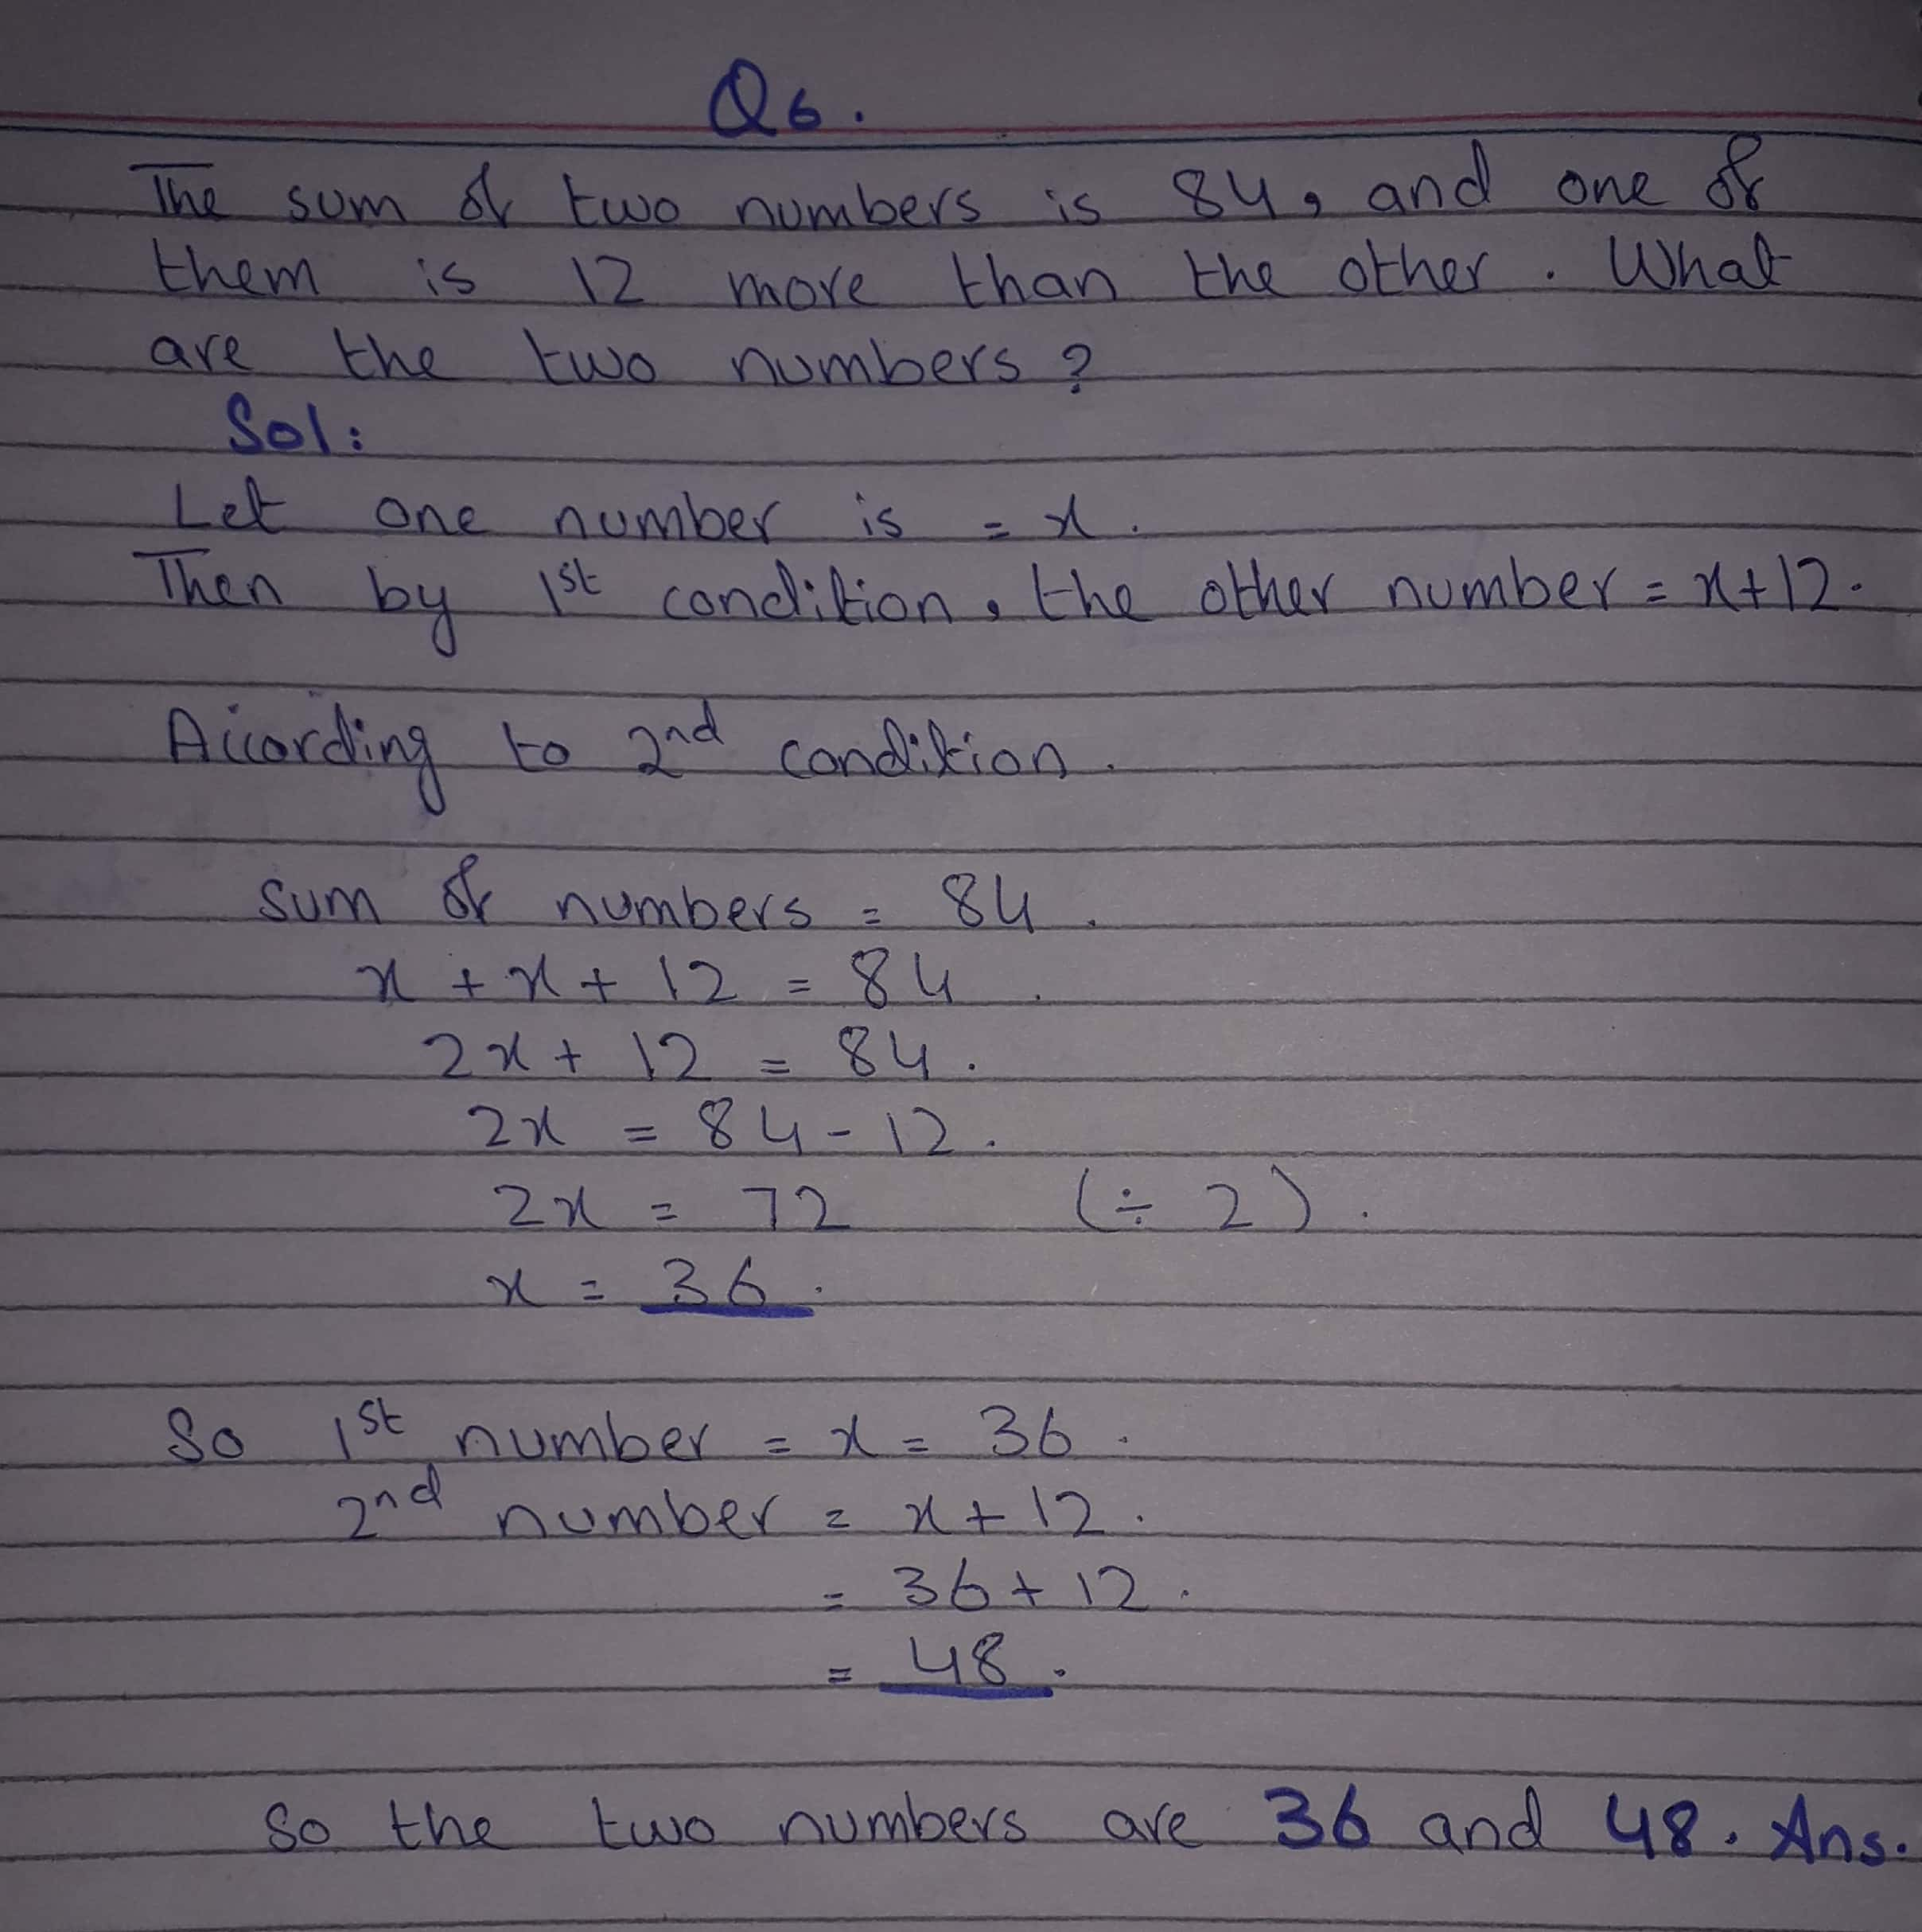 Q6.
The sum of two numbers is 84, and one of
them is 12 more than the other. What
are the two numbers?
Sol:
Let one number is = x.
Then by 1st condition, the other number = x+12.
According to 2nd condition.
sum of numbers = 84.
x + x + 12 = 84.
2x + 12 = 84.
2x = 84 - 12.
2x = 72 (÷ 2).
x = 36.
So 1st number = x = 36.
2nd number = x + 12.
= 36 + 12.
= 48.
So the two numbers are 36 and 48. Ans.